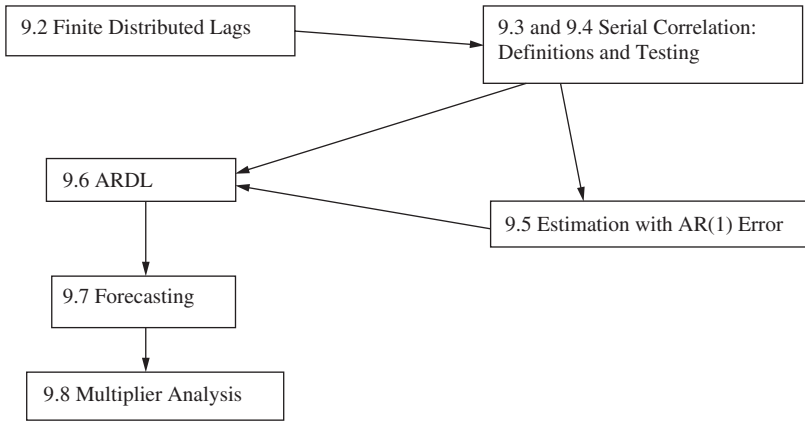 9.2 Finite Distributed Lags
9.3 and 9.4 Serial Correlation:
Definitions and Testing
9.6 ARDL
9.5 Estimation with AR(1) Error
9.7 Forecasting
9.8 Multiplier Analysis